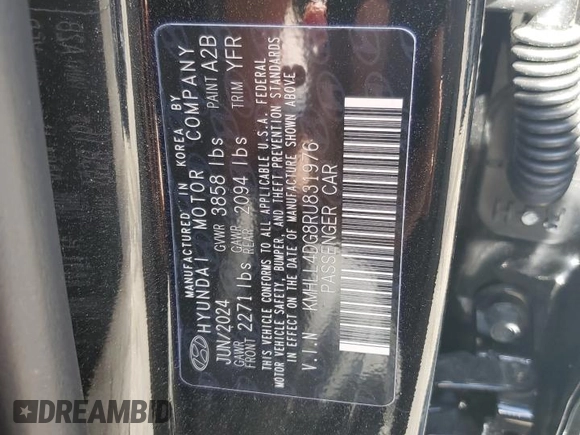 MANUFACTURED IN KOREA BY
HYUNDAI MOTOR COMPANY
JUN/2024 GVWR 3858 lbs PAINT A2B
GAWR FRONT 2271 lbs GAWR REAR 2094 lbs TRIM YFR
THIS VEHICLE CONFORMS TO ALL APPLICABLE U.S.A. FEDERAL
MOTOR VEHICLE SAFETY, BUMPER, AND THEFT PREVENTION STANDARDS
IN EFFECT ON THE DATE OF MANUFACTURE SHOWN ABOVE.
V.I.N KMHLL4DG8RU831976
PASSENGER CAR
DREAMBID